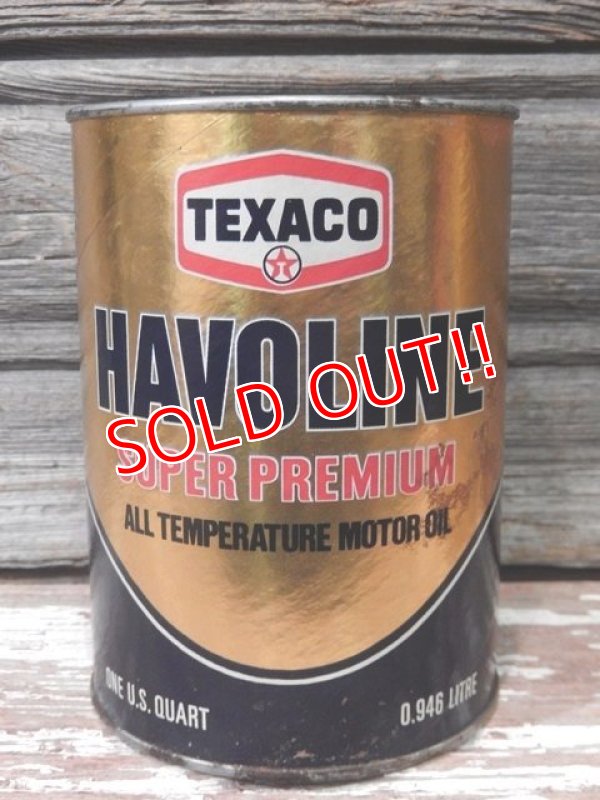 TEXACO
T
HAVOLINE
SOLD OUT!!
SUPER PREMIUM
ALL TEMPERATURE MOTOR OIL
ONE U.S. QUART
0.946 LITRE